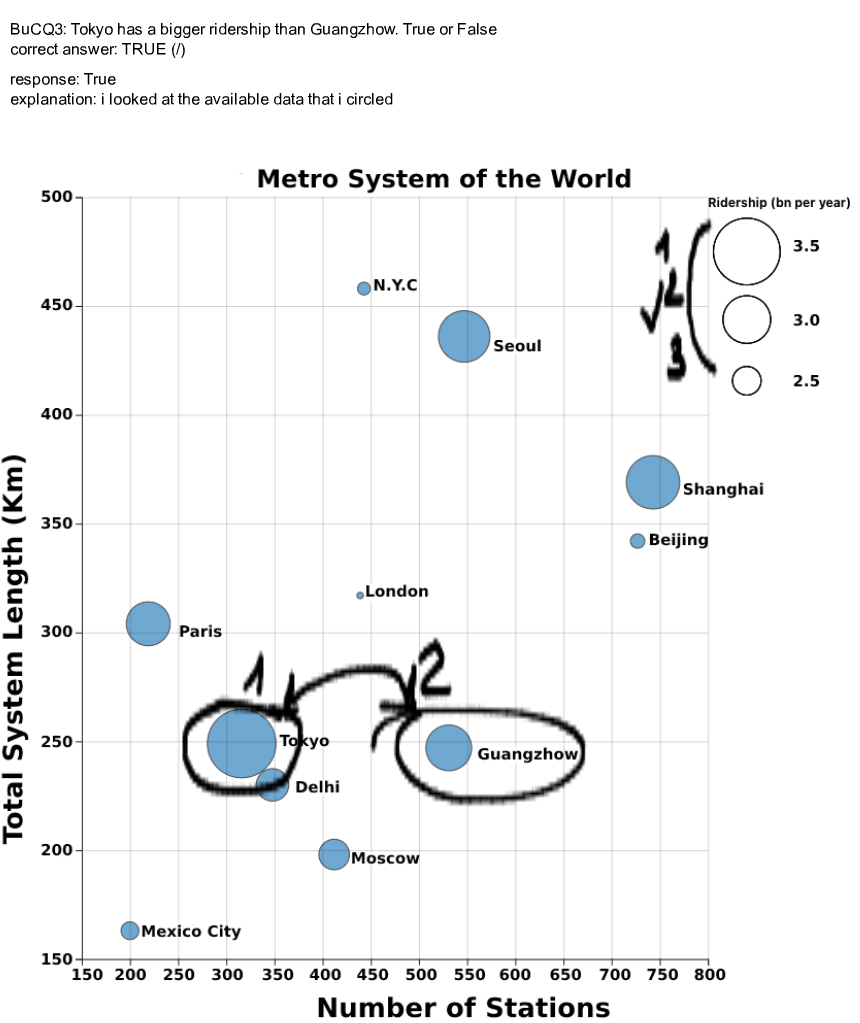 BuCQ3: Tokyo has a bigger ridership than Guangzhow. True or False
correct answer: TRUE (/)
response: True
explanation: i looked at the available data that i circled
Metro System of the World
Ridership (bn per year)
3.5
3.0
2.5
1
2
3
500
450
400
350
300
250
200
150
Total System Length (Km)
N.Y.C
Seoul
Shanghai
Beijing
London
Paris
1
2
Tokyo
Guangzhow
Delhi
Moscow
Mexico City
150 200 250 300 350 400 450 500 550 600 650 700 750 800
Number of Stations